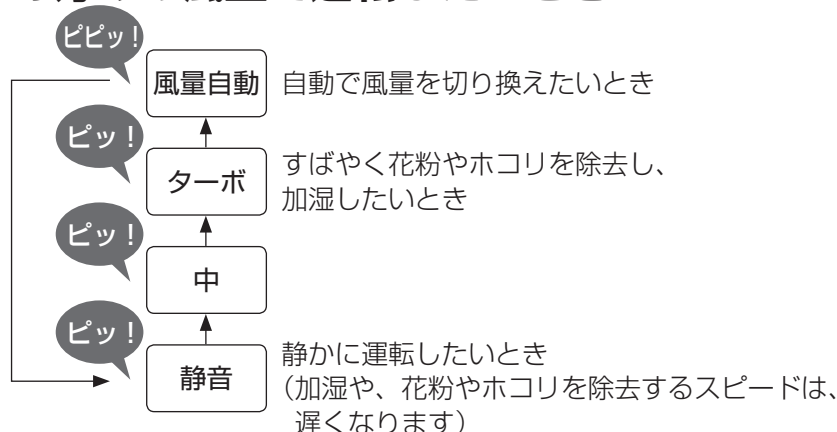 ピピッ！
風量自動 自動で風量を切り換えたいとき
ピッ！
ターボ すばやく花粉やホコリを除去し、
加湿したいとき
ピッ！
中
ピッ！
静音 静かに運転したいとき
（加湿や、花粉やホコリを除去するスピードは、
遅くなります）